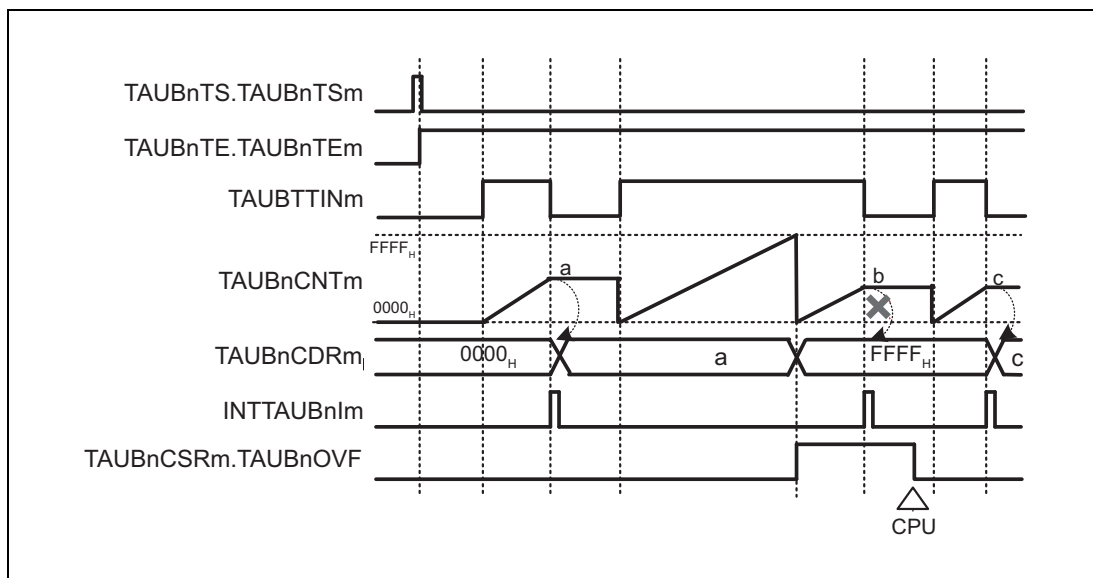 TAUBnTS.TAUBnTSm
TAUBnTE.TAUBnTEm
TAUBTTINm
FFFFH
TAUBnCNTm
a
b
c
0000H
TAUBnCDRm
0000H
a
FFFFH
c
INTTAUBnIm
TAUBnCSRm.TAUBnOVF
CPU